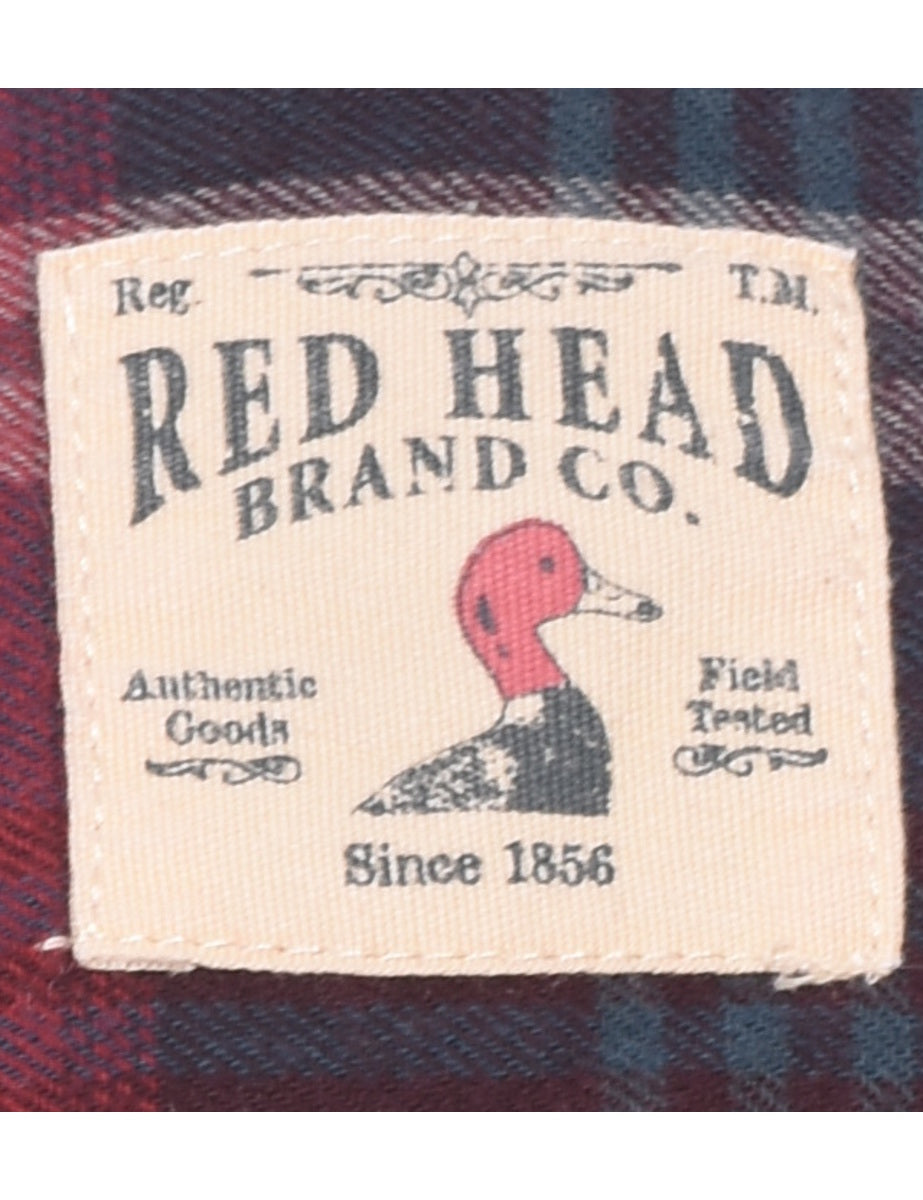 Reg. T.M.
RED HEAD
BRAND CO.
Authentic
Goods
Field
Tested
Since 1856